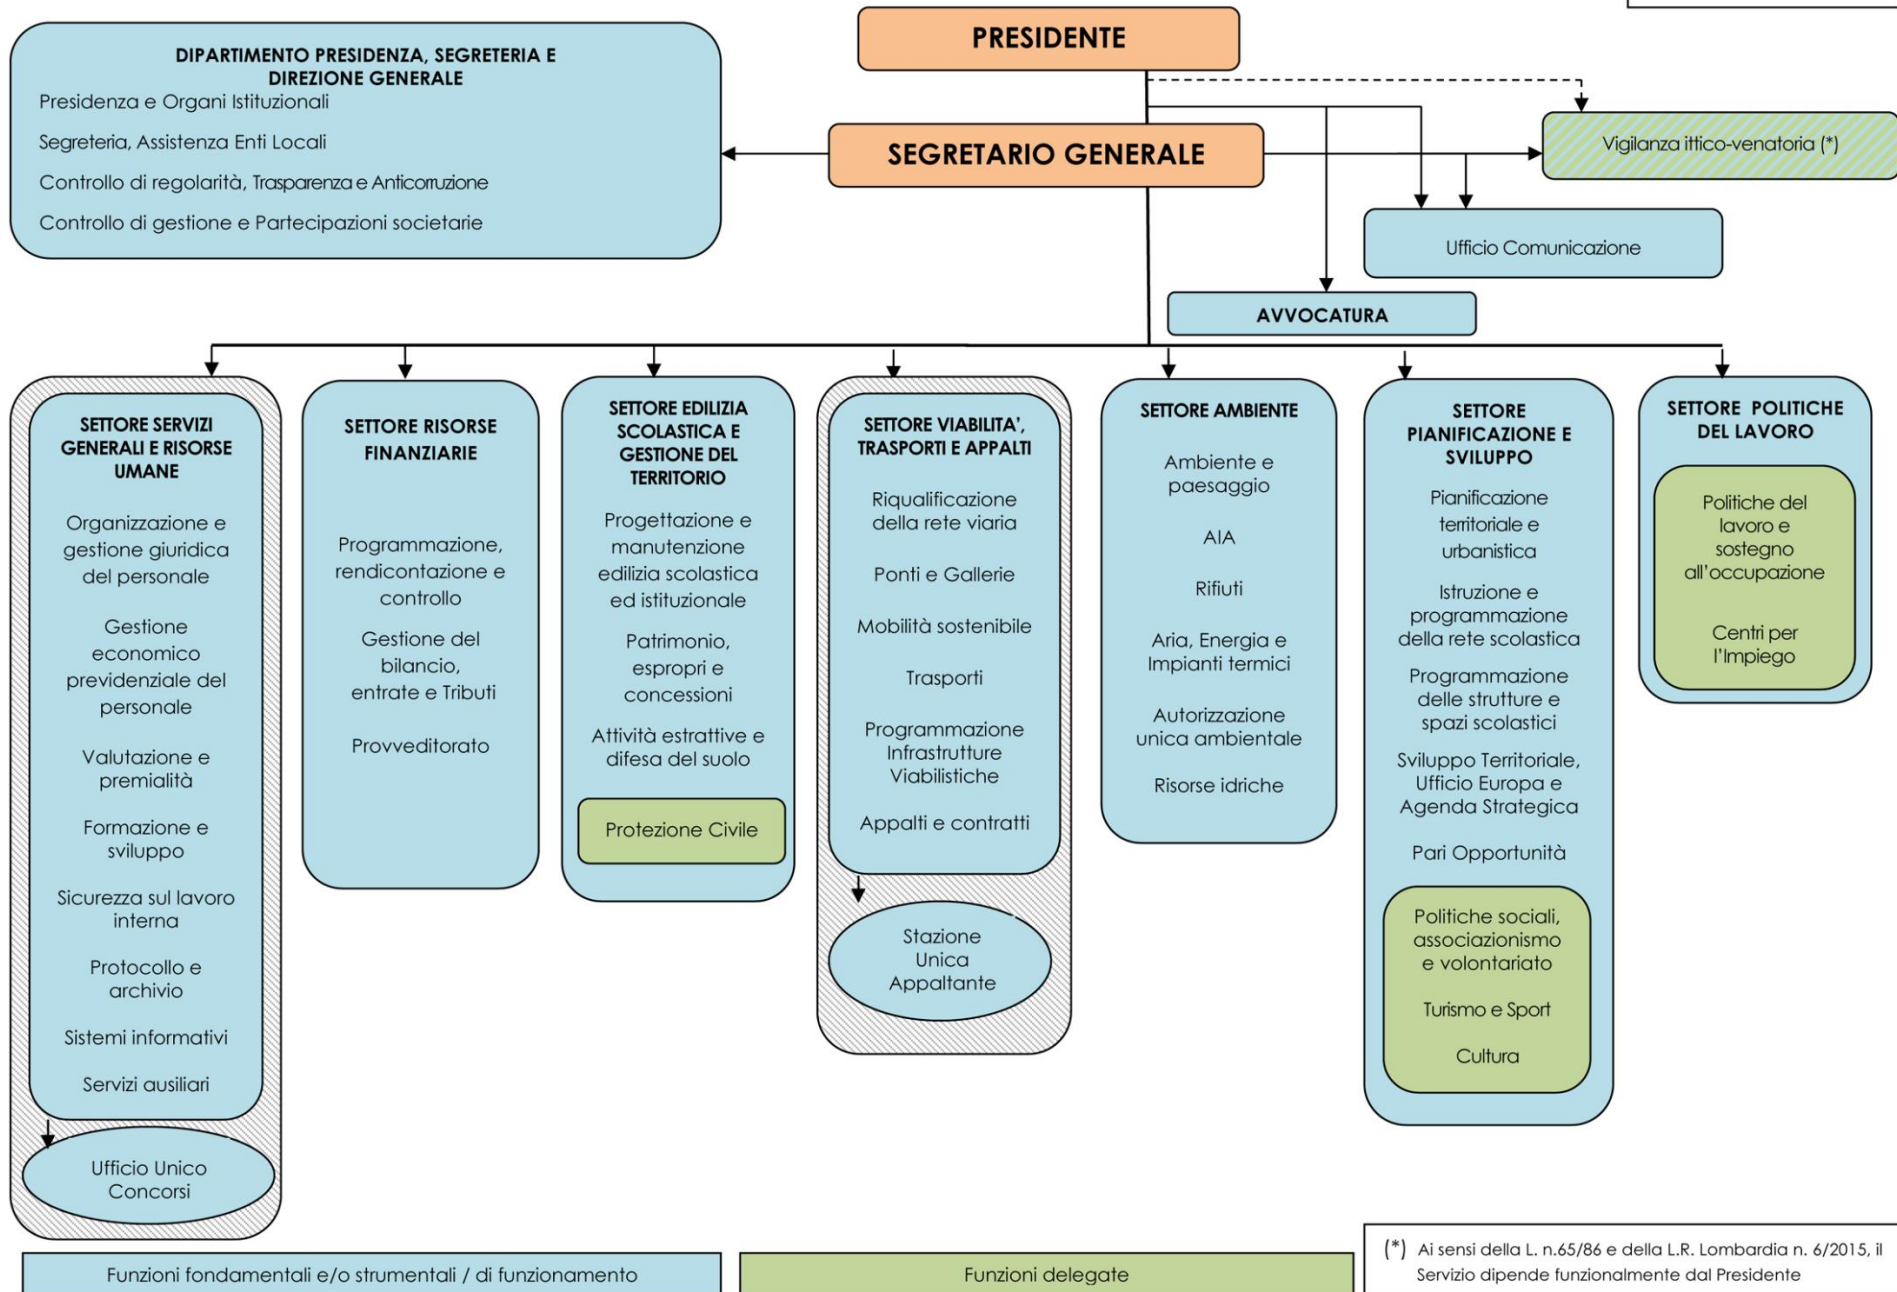 PRESIDENTE
DIPARTIMENTO PRESIDENZA, SEGRETERIA E
DIREZIONE GENERALE
Presidenza e Organi Istituzionali
Segreteria, Assistenza Enti Locali
Controllo di regolarità, Trasparenza e Anticorruzione
Controllo di gestione e Partecipazioni societarie
SEGRETARIO GENERALE
Vigilanza ittico-venatoria (*)
Ufficio Comunicazione
AVVOCATURA
SETTORE SERVIZI
GENERALI E RISORSE
UMANE
Organizzazione e
gestione giuridica
del personale
Gestione
economico
previdenziale del
personale
Valutazione e
premialità
Formazione e
sviluppo
Sicurezza sul lavoro
interna
Protocollo e
archivio
Sistemi informativi
Servizi ausiliari
Ufficio Unico
Concorsi
SETTORE RISORSE
FINANZIARIE
Programmazione,
rendicontazione e
controllo
Gestione del
bilancio,
entrate e Tributi
Provveditorato
SETTORE EDILIZIA
SCOLASTICA E
GESTIONE DEL
TERRITORIO
Progettazione e
manutenzione
edilizia scolastica
ed istituzionale
Patrimonio,
espropri e
concessioni
Attività estrattive e
difesa del suolo
Protezione Civile
SETTORE VIABILITA’,
TRASPORTI E APPALTI
Riqualificazione
della rete viaria
Ponti e Gallerie
Mobilità sostenibile
Trasporti
Programmazione
Infrastrutture
Viabilistiche
Appalti e contratti
Stazione
Unica
Appaltante
SETTORE AMBIENTE
Ambiente e
paesaggio
AIA
Rifiuti
Aria, Energia e
Impianti termici
Autorizzazione
unica ambientale
Risorse idriche
SETTORE
PIANIFICAZIONE E
SVILUPPO
Pianificazione
territoriale e
urbanistica
Istruzione e
programmazione
della rete scolastica
Programmazione
delle strutture e
spazi scolastici
Sviluppo Territoriale,
Ufficio Europa e
Agenda Strategica
Pari Opportunità
Politiche sociali,
associazionismo
e volontariato
Turismo e Sport
Cultura
SETTORE POLITICHE
DEL LAVORO
Politiche del
lavoro e
sostegno
all’occupazione
Centri per
l’Impiego
Funzioni fondamentali e/o strumentali / di funzionamento
Funzioni delegate
(*) Ai sensi della L. n.65/86 e della L.R. Lombardia n. 6/2015, il
Servizio dipende funzionalmente dal Presidente